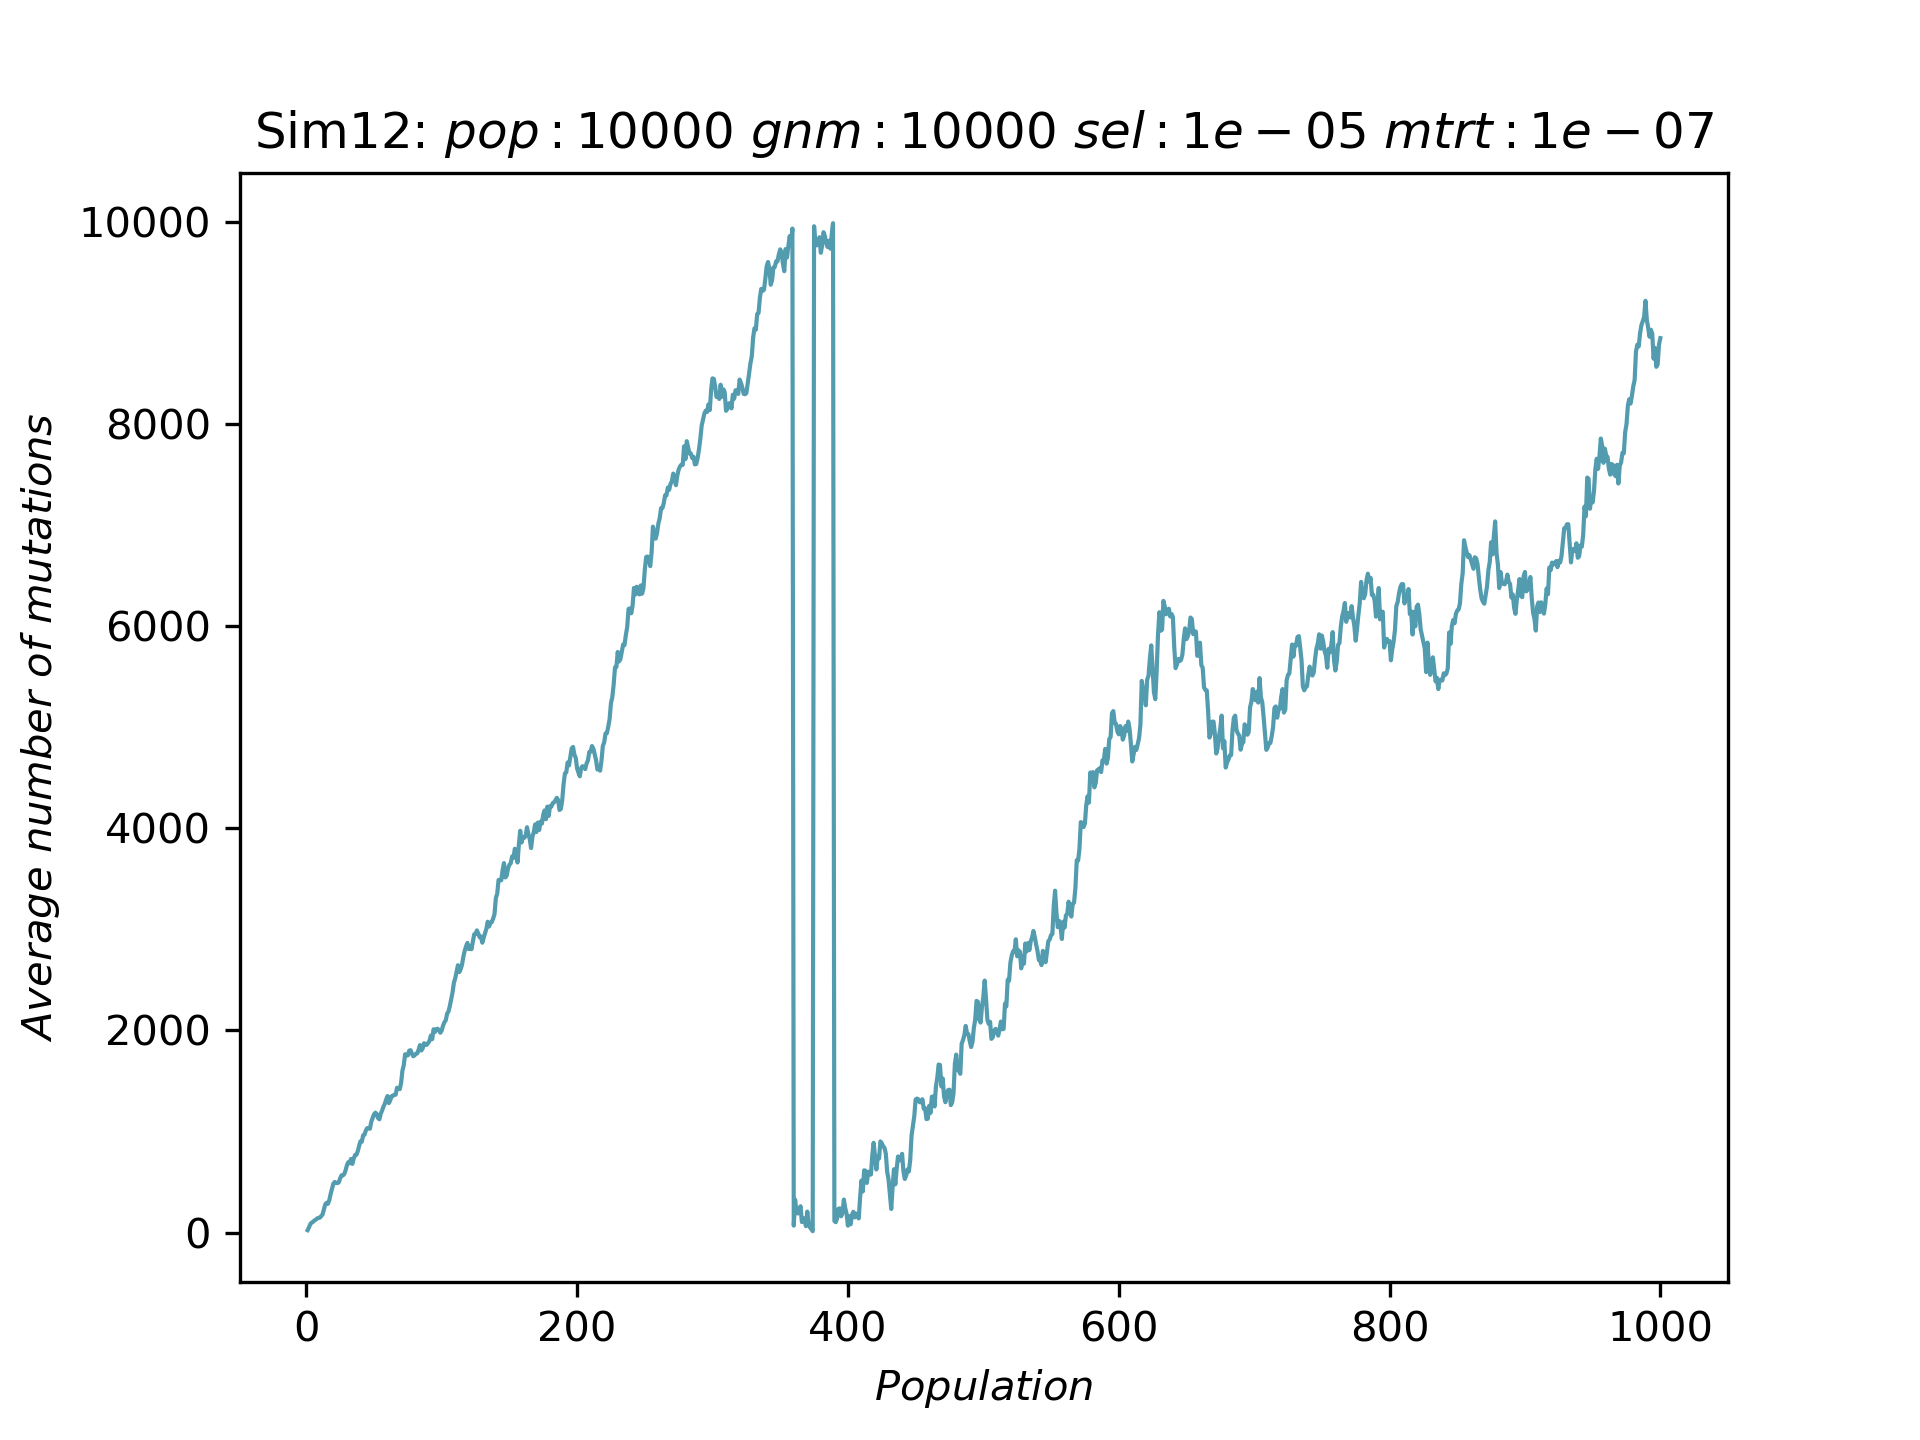 Sim12: pop : 10000 gnm : 10000 sel : 1e − 05 mtrt : 1e − 07
Average number of mutations
10000
8000
6000
4000
2000
0
0 200 400 600 800 1000
Population